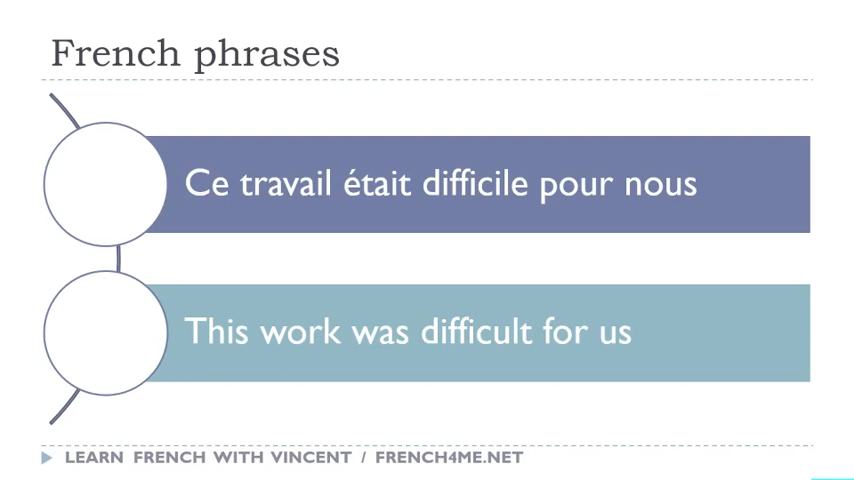 French phrases
Ce travail était difficile pour nous
This work was difficult for us
LEARN FRENCH WITH VINCENT / FRENCH4ME.NET